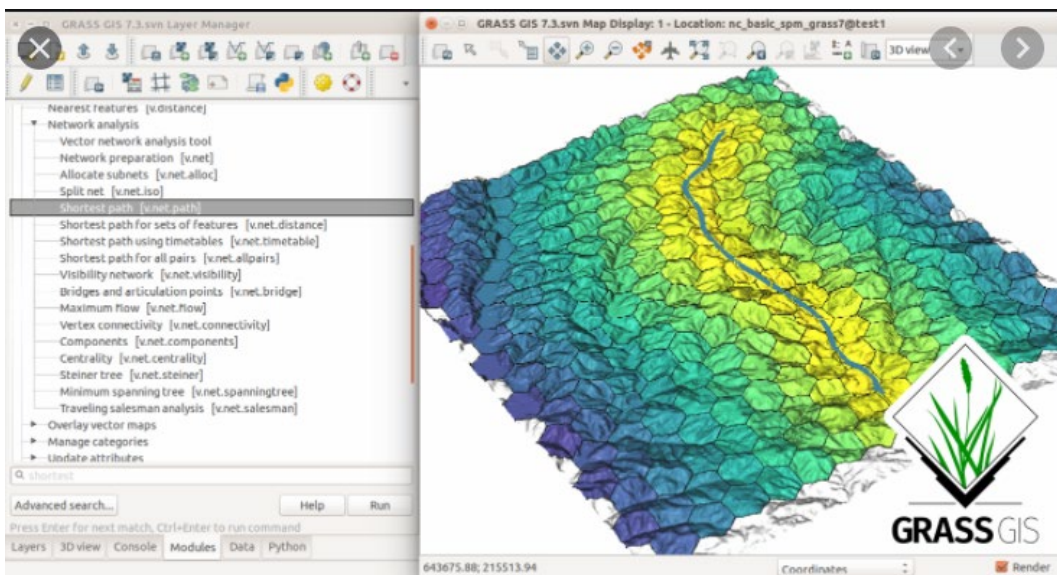 GRASS GIS 7.3.svn Layer Manager
Nearest features [v.distance]
Network analysis
Vector network analysis tool
Network preparation [v.net]
Allocate subnets [v.net.alloc]
Split net [v.net.iso]
Shortest path [v.net.path]
Shortest path for sets of features [v.net.distance]
Shortest path using timetables [v.net.timetable]
Shortest path for all pairs [v.net.allpairs]
Visibility network [v.net.visibility]
Bridges and articulation points [v.net.bridge]
Maximum flow [v.net.flow]
Vertex connectivity [v.net.connectivity]
Components [v.net.components]
Centrality [v.net.centrality]
Steiner tree [v.net.steiner]
Minimum spanning tree [v.net.spanningtree]
Traveling salesman analysis [v.net.salesman]
Overlay vector maps
Manage categories
Update attributes
shortest
Advanced search... Help Run
Press Enter for next match, Ctrl+Enter to run command
Layers 3D view Console Modules Data Python
GRASS GIS 7.3.svn Map Display: 1 - Location: nc_basic_spm_grass7@test1
3D view
GRASS GIS
643675.88; 215513.94 Coordinates Render